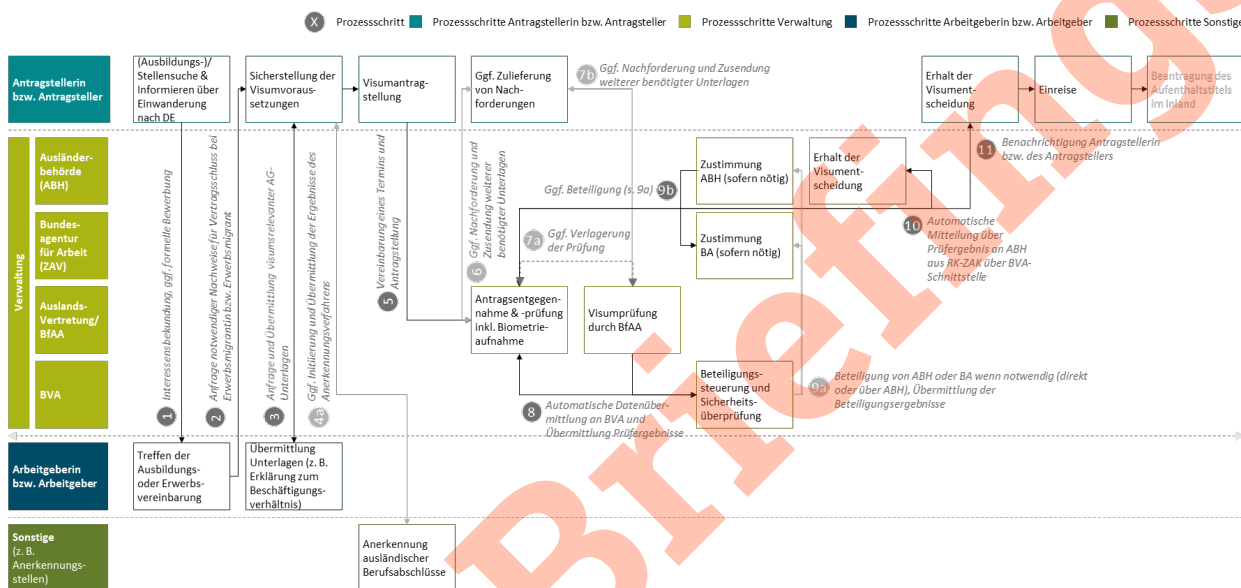 X Prozessschritt
Prozessschritte Antragstellerin bzw. Antragsteller
Prozessschritte Verwaltung
Prozessschritte Arbeitgeberin bzw. Arbeitgeber
Prozessschritte Sonstige
Antragstellerin
bzw. Antragsteller
(Ausbildungs-)/
Stellensuche &
Informieren über
Einwanderung
nach DE
Sicherstellung der
Visumvoraus-
setzungen
Visumantrag-
stellung
Ggf. Zulieferung
von Nach-
forderungen
7b
Ggf. Nachforderung und Zusendung
weiterer benötigter Unterlagen
Erhalt der
Visument-
scheidung
Einreise
Beantragung des
Aufenthaltstitels
im Inland
Verwaltung
Ausländer-
behörde
(ABH)
Bundes-
agentur
für Arbeit
(ZAV)
Auslands-
Vertretung/
BfAA
BVA
1
Interessensbekundung, ggf. formelle Bewerbung
2
Anfrage notwendiger Nachweise für Vertragsschluss bei
Erwerbsmigrantin bzw. Erwerbsmigrant
3
Anfrage und Übermittlung visumsrelevanter AG-
Unterlagen
4a
Ggf. Initiierung und Übermittlung der Ergebnisse des
Anerkennungsverfahrens
5
Vereinbarung eines Termins und
Antragstellung
6
Ggf. Nachforderung und
Zusendung weiterer
benötigter Unterlagen
7a
Ggf. Verlagerung
der Prüfung
Antragsentgegen-
nahme & -prüfung
inkl. Biometrie-
aufnahme
Visumprüfung
durch BfAA
Ggf. Beteiligung (s. 9a)
9b
Zustimmung
ABH (sofern nötig)
Zustimmung
BA (sofern nötig)
Erhalt der
Visument-
scheidung
11
Benachrichtigung Antragstellerin
bzw. des Antragstellers
10
Automatische
Mitteilung über
Prüfergebnis an ABH
aus RK-ZAK über BVA-
Schnittstelle
8
Automatische Datenüber-
mittlung an BVA und
Übermittlung Prüfergebnisse
Beteiligungs-
steuerung und
Sicherheits-
überprüfung
9a
Beteiligung von ABH oder BA wenn notwendig (direkt
oder über ABH), Übermittlung der
Beteiligungsergebnisse
Arbeitgeberin
bzw. Arbeitgeber
Treffen der
Ausbildungs-
oder Erwerbs-
vereinbarung
Übermittlung
Unterlagen (z. B.
Erklärung zum
Beschäftigungs-
verhältnis)
Sonstige
(z. B.
Anerkennungs-
stellen)
Anerkennung
ausländischer
Berufsabschlüsse
Briefing